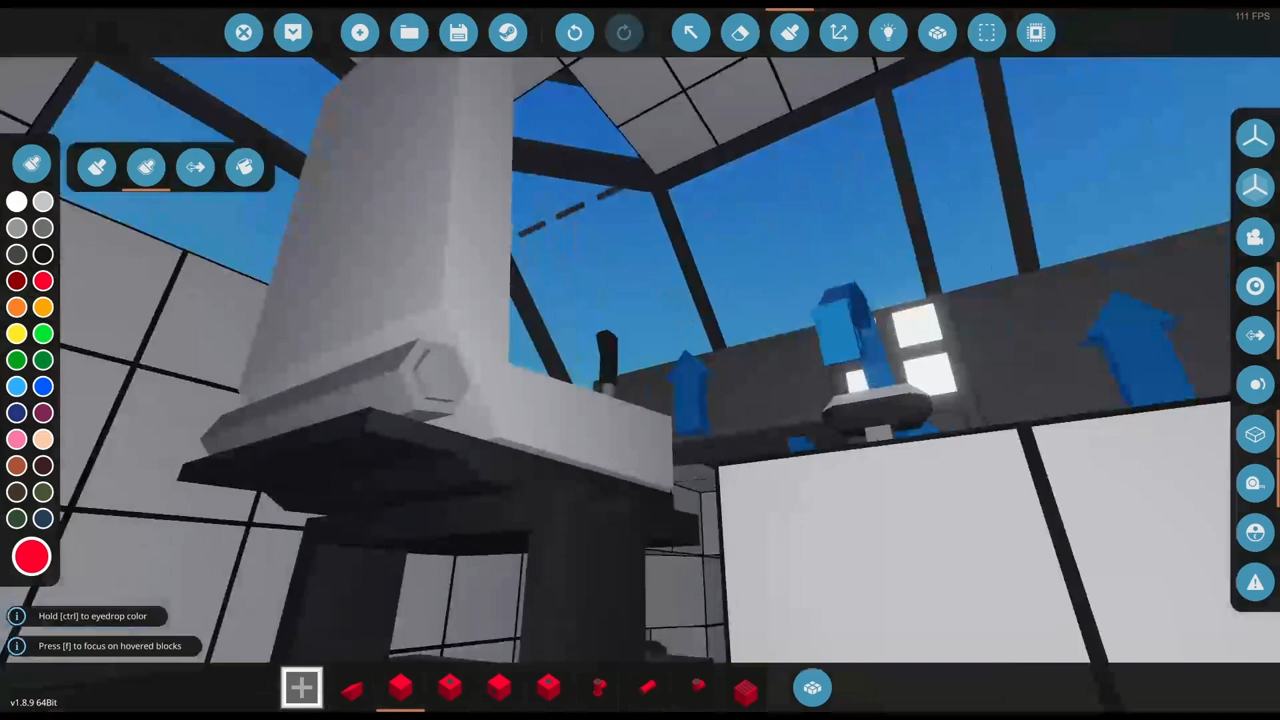 111 FPS
Hold [ctrl] to eyedrop color
Press [f] to focus on hovered blocks
v1.8.9 64Bit